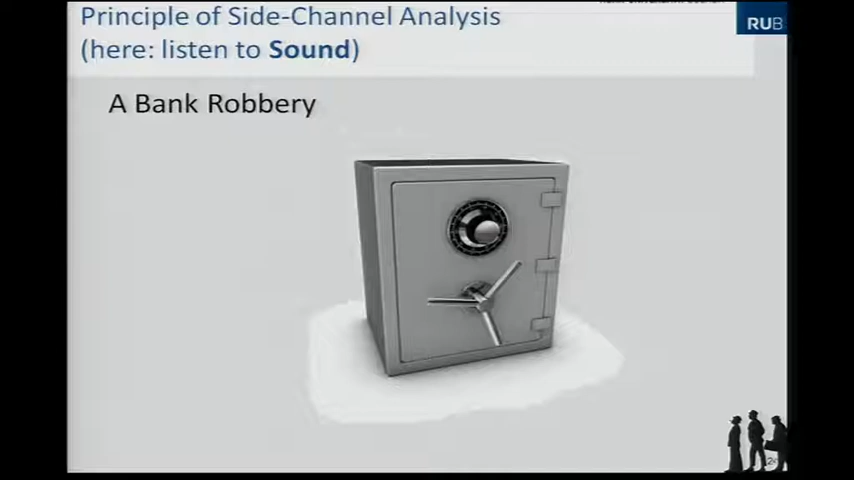 Principle of Side-Channel Analysis
(here: listen to Sound)
RUB
A Bank Robbery